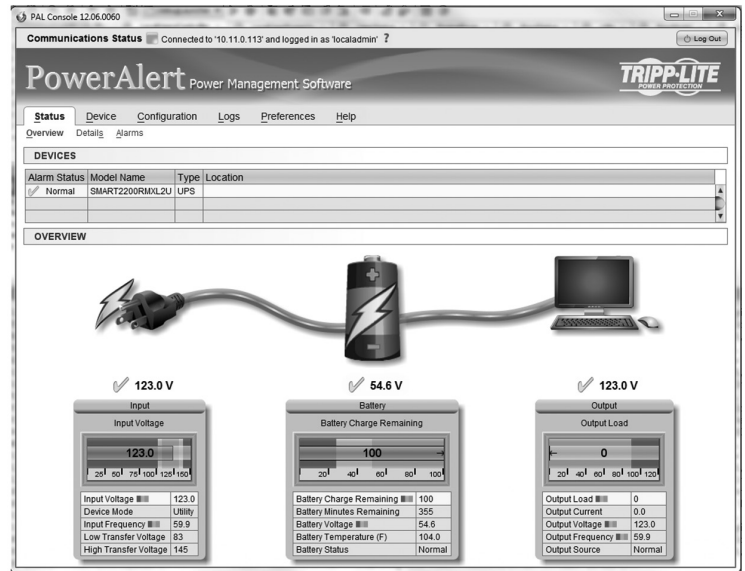 PAL Console 12.06.0060
Communications Status Connected to '10.11.0.113' and logged in as 'localadmin' ? Log Out
PowerAlert Power Management Software
TRIPP·LITE
POWER PROTECTION
Status Device Configuration Logs Preferences Help
Overview Details Alarms
DEVICES
Alarm Status Model Name Type Location
Normal SMART2200RMXL2U UPS
OVERVIEW
123.0 V 54.6 V 123.0 V
Input Battery Output
Input Voltage Battery Charge Remaining Output Load
123.0 100 0
25 50 75 100 125 150 20 40 60 80 100 20 40 60 80 100 120
Input Voltage 123.0 Battery Charge Remaining 100 Output Load 0
Device Mode Utility Battery Minutes Remaining 355 Output Current 0.0
Input Frequency 59.9 Battery Voltage 54.6 Output Voltage 123.0
Low Transfer Voltage 83 Battery Temperature (F) 104.0 Output Frequency 59.9
High Transfer Voltage 145 Battery Status Normal Output Source Normal